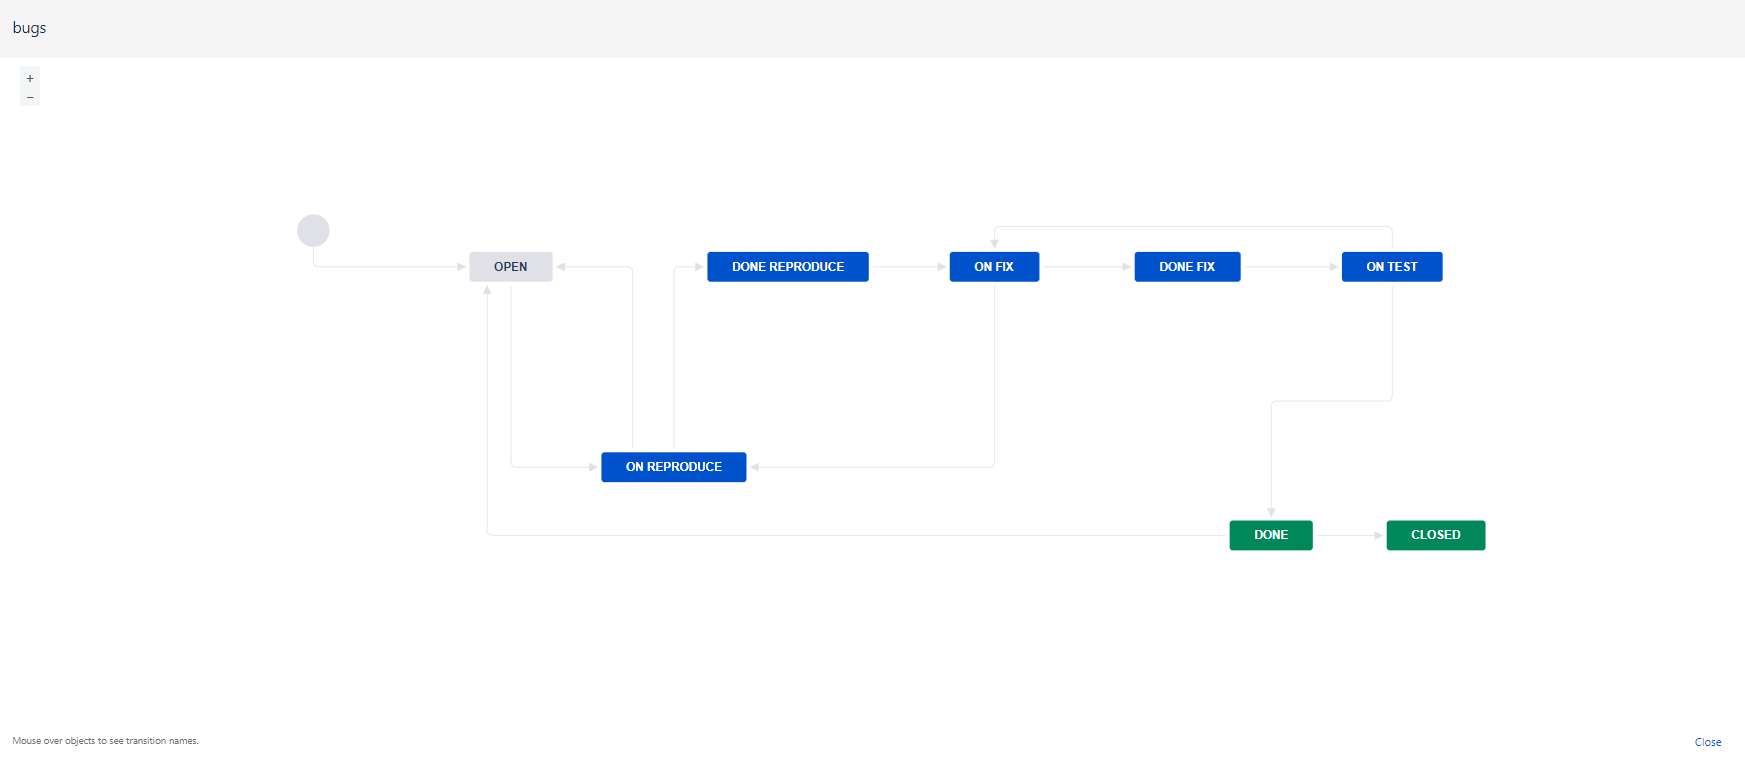 bugs
+
−
OPEN
DONE REPRODUCE
ON FIX
DONE FIX
ON TEST
ON REPRODUCE
DONE
CLOSED
Mouse over objects to see transition names.
Close